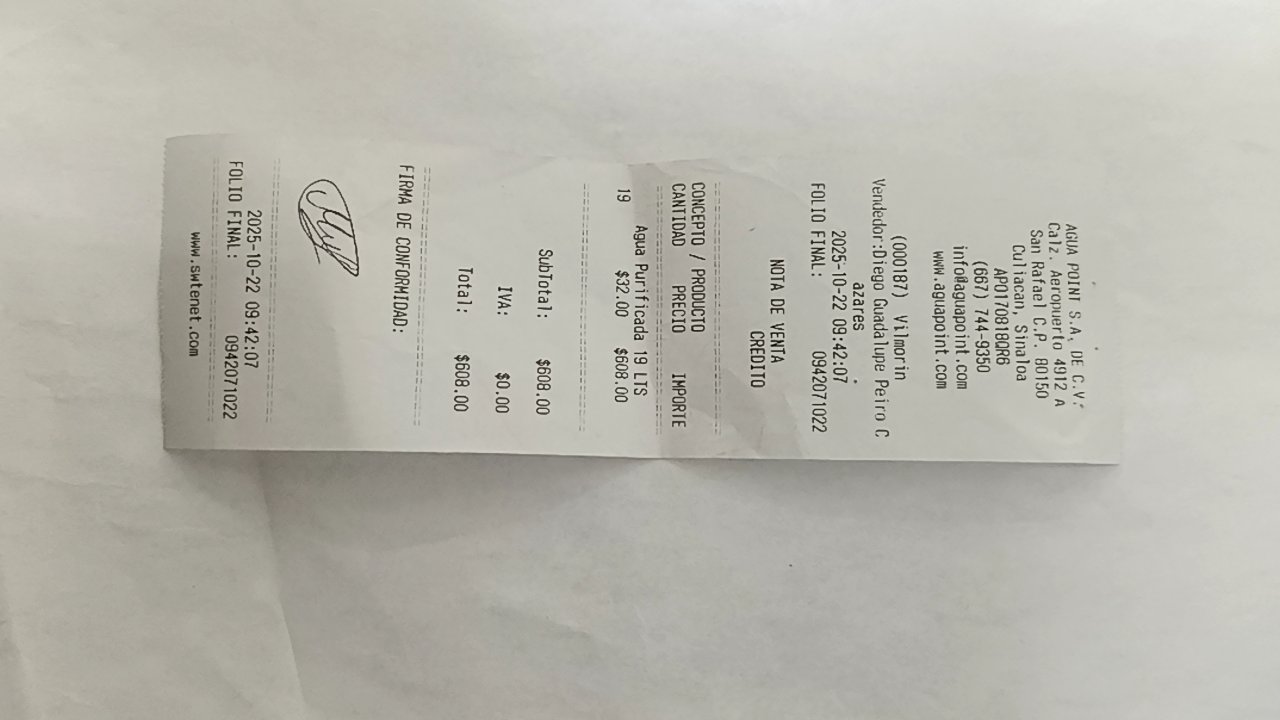 AGUA POINT S.A. DE C.V.
Calz. Aeropuerto 4912 A
San Rafael C.P. 80150
Culiacan, Sinaloa
APO170818QR6
(667) 744-9350
info@aguapoint.com
www.aguapoint.com
(000187) Vilmorin
Vendedor:Diego Guadalupe Peiro C
azares
2025-10-22 09:42:07
FOLIO FINAL: 0942071022
NOTA DE VENTA
CREDITO
CONCEPTO / PRODUCTO
CANTIDAD PRECIO IMPORTE
Agua Purificada 19 LTS
19 $32.00 $608.00
SubTotal: $608.00
IVA: $0.00
Total: $608.00
FIRMA DE CONFORMIDAD:
2025-10-22 09:42:07
FOLIO FINAL: 0942071022
www.swtenet.com